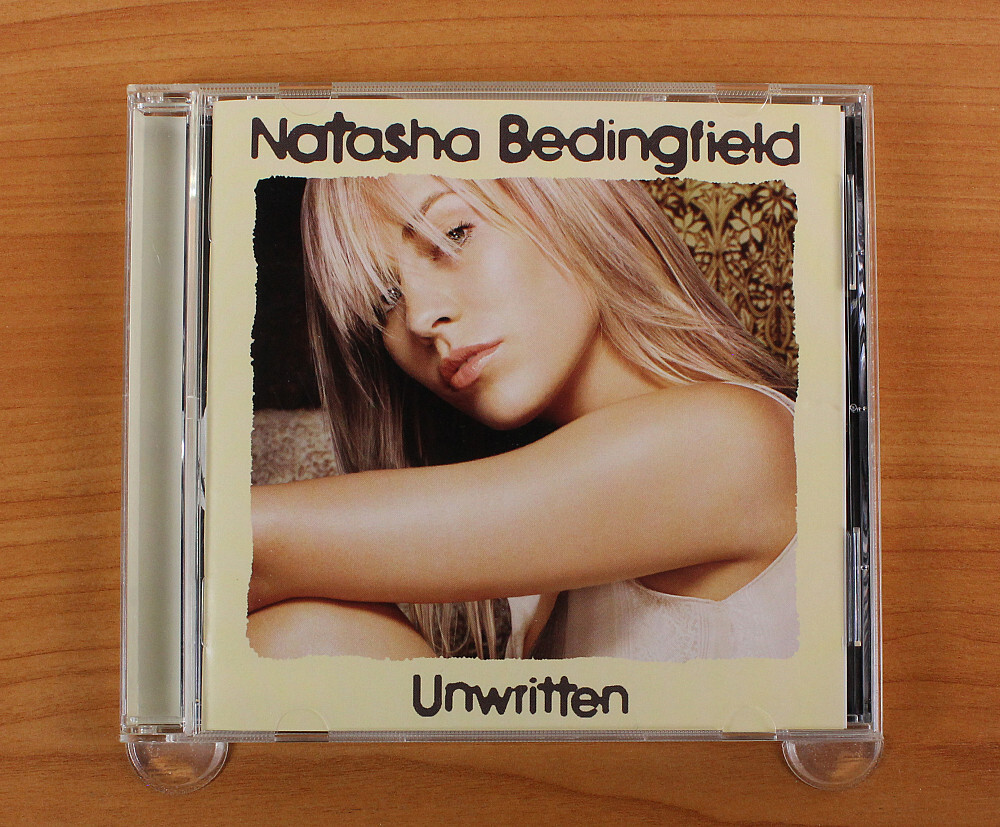 Natasha Bedingfield
Unwritten